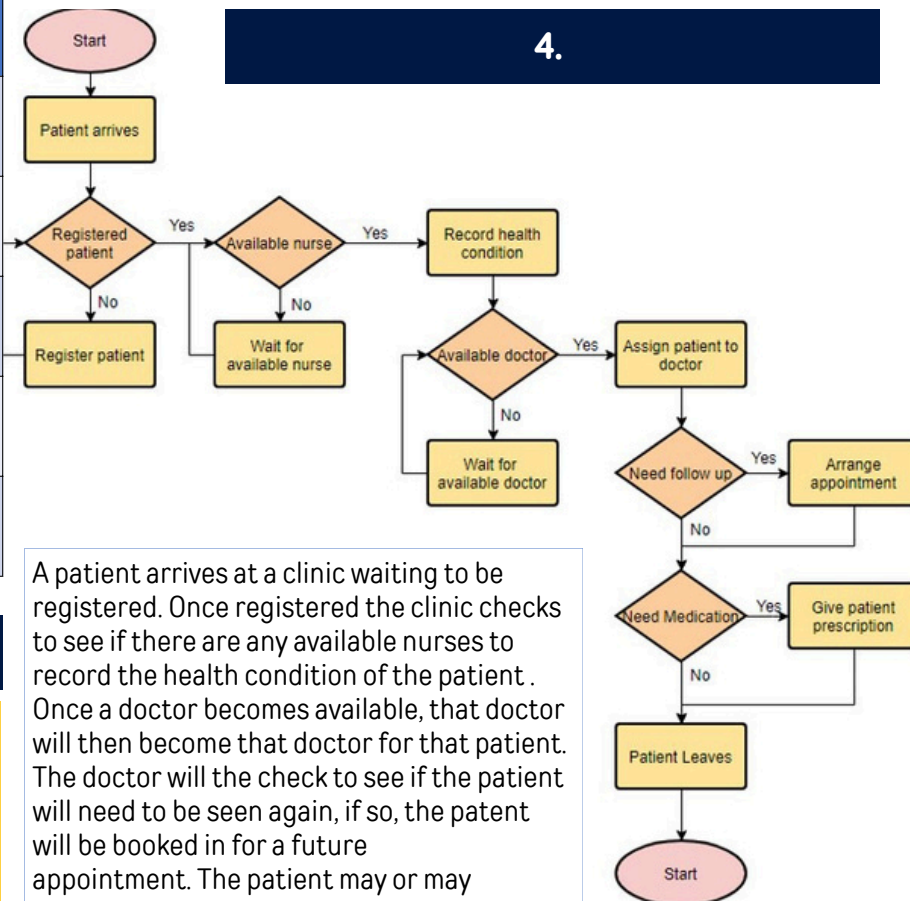 4.
Start
Patient arrives
Registered
patient
Yes
No
Register patient
Available nurse
Yes
No
Wait for
available nurse
Record health
condition
Available doctor
Yes
No
Wait for
available doctor
Assign patient to
doctor
Need follow up
Yes
No
Arrange
appointment
Need Medication
Yes
No
Give patient
prescription
Patient Leaves
Start
A patient arrives at a clinic waiting to be
registered. Once registered the clinic checks
to see if there are any available nurses to
record the health condition of the patient .
Once a doctor becomes available, that doctor
will then become that doctor for that patient.
The doctor will the check to see if the patient
will need to be seen again, if so, the patent
will be booked in for a future
appointment. The patient may or may